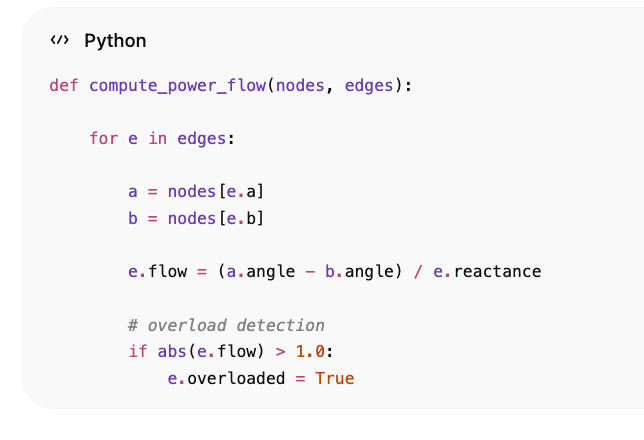 </> Python
def compute_power_flow(nodes, edges):
for e in edges:
a = nodes[e.a]
b = nodes[e.b]
e.flow = (a.angle − b.angle) / e.reactance
# overload detection
if abs(e.flow) > 1.0:
e.overloaded = True